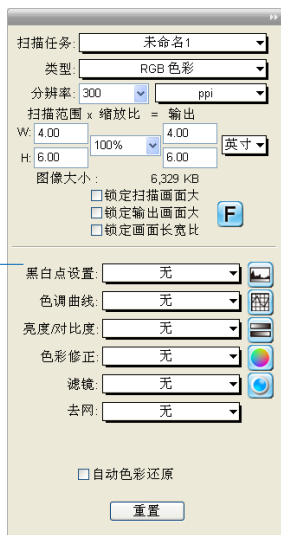 扫描任务: 未命名1
类型: RGB 色彩
分辨率: 300 ppi
扫描范围 x 缩放比 = 输出
W: 4.00 100% 4.00 英寸
H: 6.00 6.00
图像大小 : 6,329 KB
锁定扫描画面大
锁定输出画面大
锁定画面长宽比
F
黑白点设置: 无
色调曲线: 无
亮度/对比度: 无
色彩修正: 无
滤镜: 无
去网: 无
自动色彩还原
重置